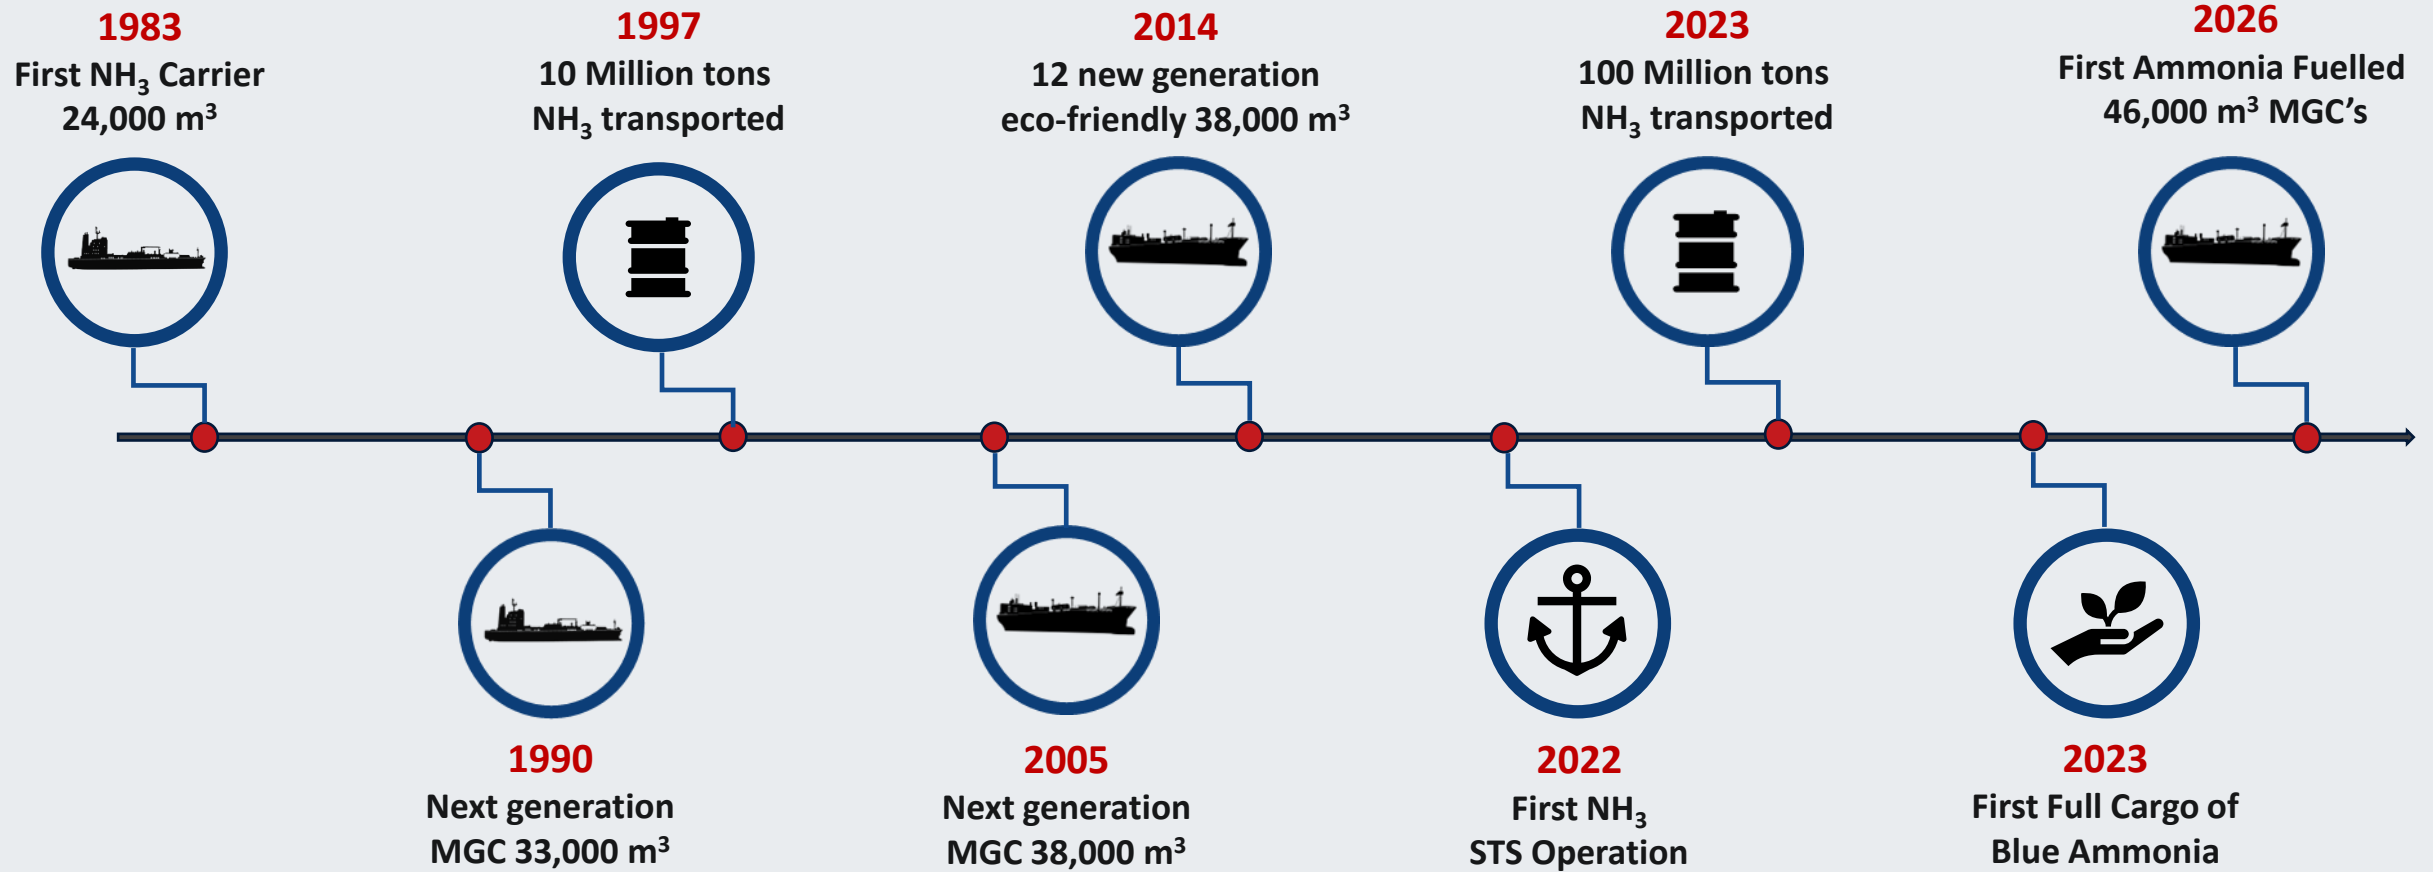 1983
First NH₃ Carrier
24,000 m³
1990
Next generation
MGC 33,000 m³
1997
10 Million tons
NH₃ transported
2005
Next generation
MGC 38,000 m³
2014
12 new generation
eco-friendly 38,000 m³
2022
First NH₃
STS Operation
2023
100 Million tons
NH₃ transported
2023
First Full Cargo of
Blue Ammonia
2026
First Ammonia Fuelled
46,000 m³ MGC’s